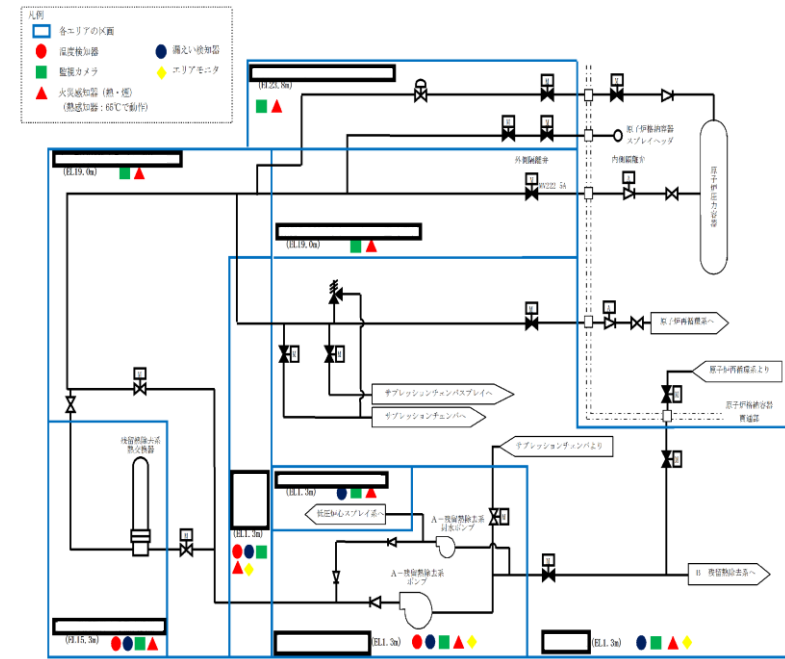 凡例
各エリアの区画
温度検知器
漏えい検知器
監視カメラ
エリアモニタ
火災感知器（熱・煙）
（熱感知器：65℃で動作）
(EL23.8m)
原子炉格納容器
スプレイヘッダ
(EL19.0m)
外側隔離弁
内側隔離弁
MV222-5A
原子炉圧力容器
(EL19.0m)
原子炉再循環系へ
原子炉再循環系より
サプレッションチェンバスプレイへ
サプレッションチェンバへ
原子炉格納容器
貫通部
残留熱除去系
熱交換器
サプレッションチェンバより
(EL1.3m)
低圧炉心スプレイ系へ
(EL1.3m)
A－残留熱除去系
封水ポンプ
A－残留熱除去系
ポンプ
B－残留熱除去系へ
(EL15.3m)
(EL1.3m)
(EL1.3m)